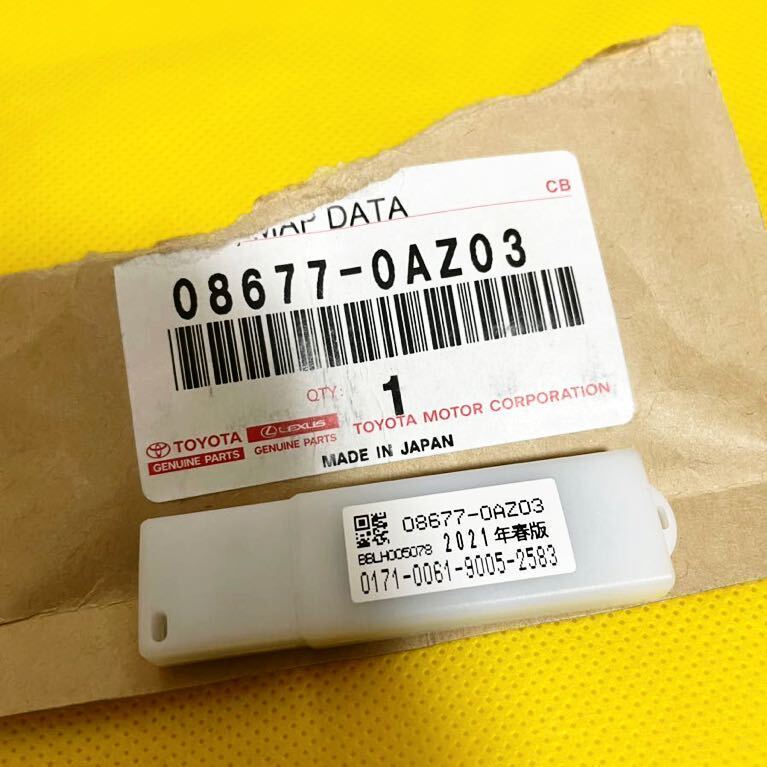 CB
MAP DATA
08677-0AZ03
QTY: 1
TOYOTA MOTOR CORPORATION
TOYOTA
GENUINE PARTS
LEXUS
GENUINE PARTS
MADE IN JAPAN
08677-0AZ03
BBLH005078 2021年春版
0171-0061-9005-2583